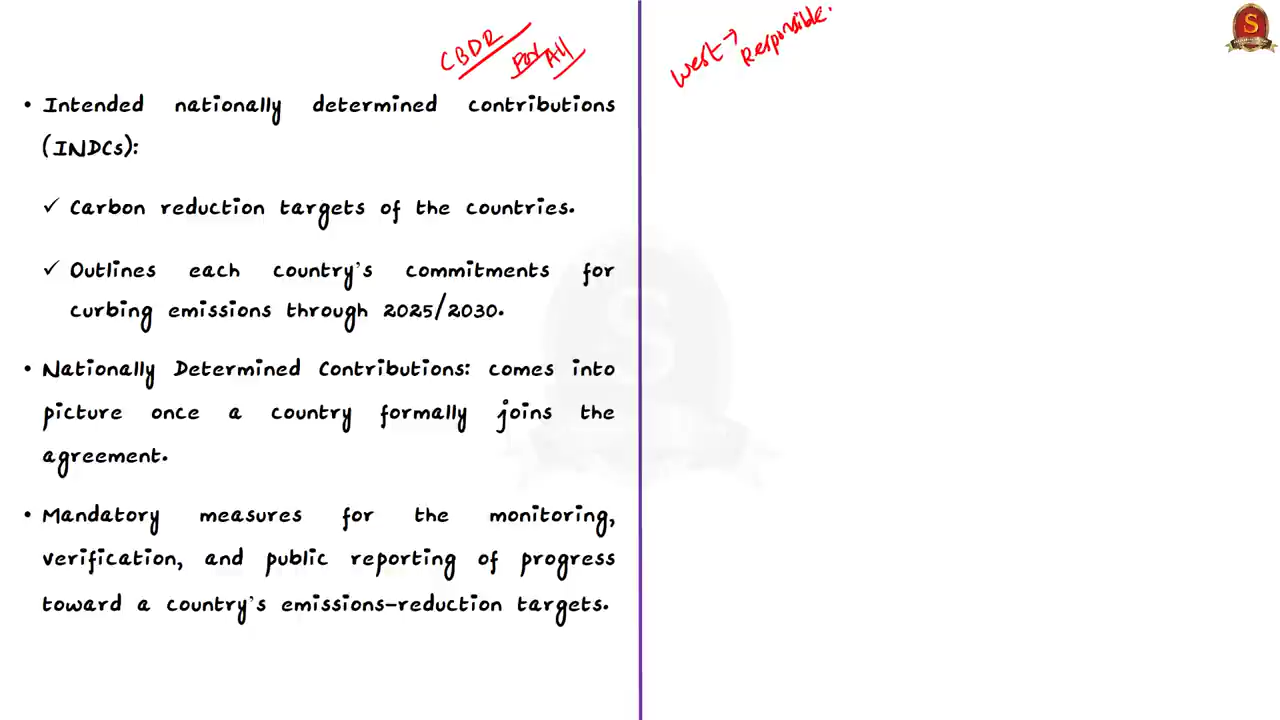 CBDR
For All
West → Responsible.
• Intended nationally determined contributions
(INDCs):
✓ Carbon reduction targets of the countries.
✓ Outlines each country's commitments for
curbing emissions through 2025/2030.
• Nationally Determined Contributions: comes into
picture once a country formally joins the
agreement.
• Mandatory measures for the monitoring,
verification, and public reporting of progress
toward a country's emissions-reduction targets.
S